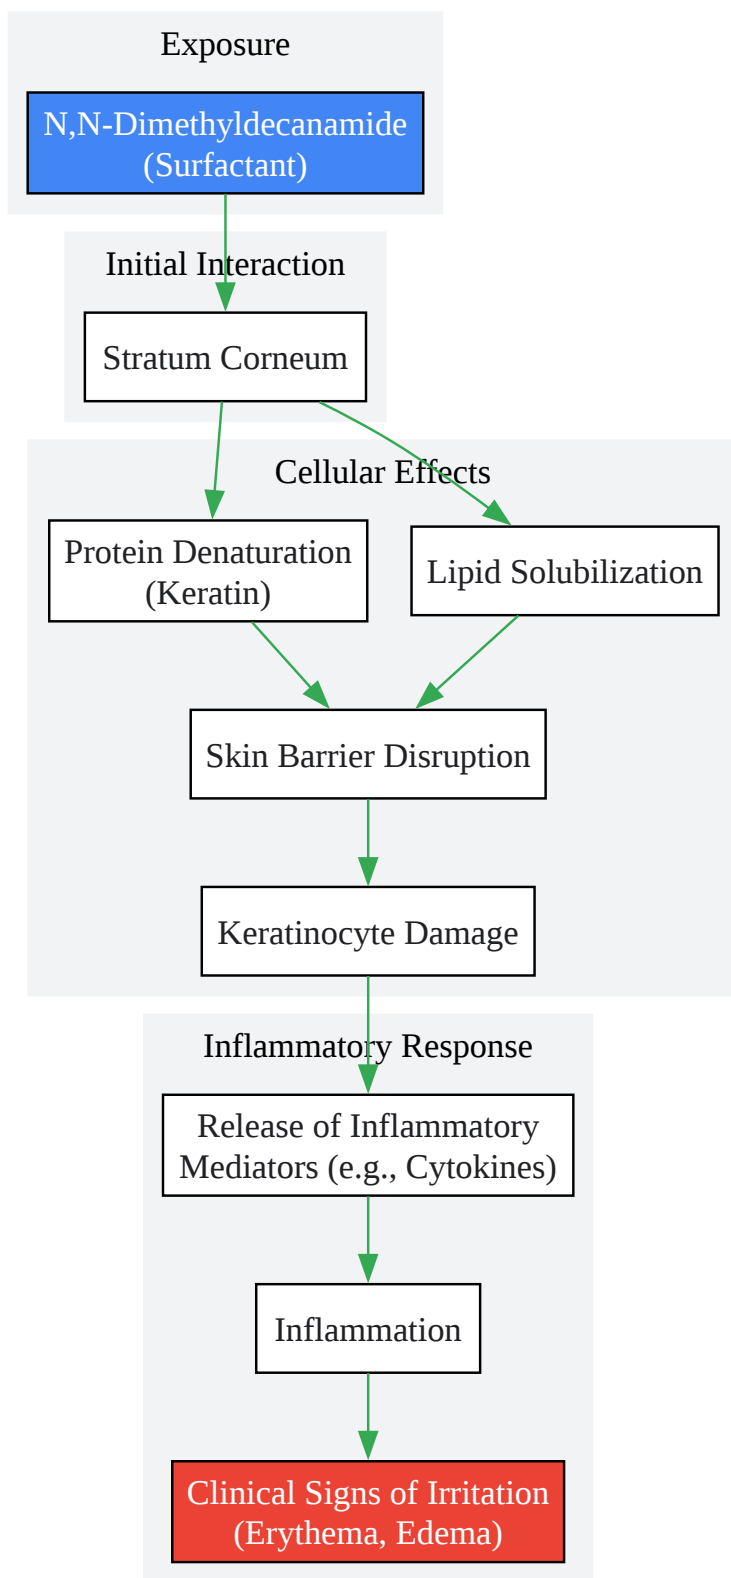 Exposure
N,N-Dimethyldecanamide
(Surfactant)
Initial Interaction
Stratum Corneum
Cellular Effects
Protein Denaturation
(Keratin)
Lipid Solubilization
Skin Barrier Disruption
Keratinocyte Damage
Inflammatory Response
Release of Inflammatory
Mediators (e.g., Cytokines)
Inflammation
Clinical Signs of Irritation
(Erythema, Edema)